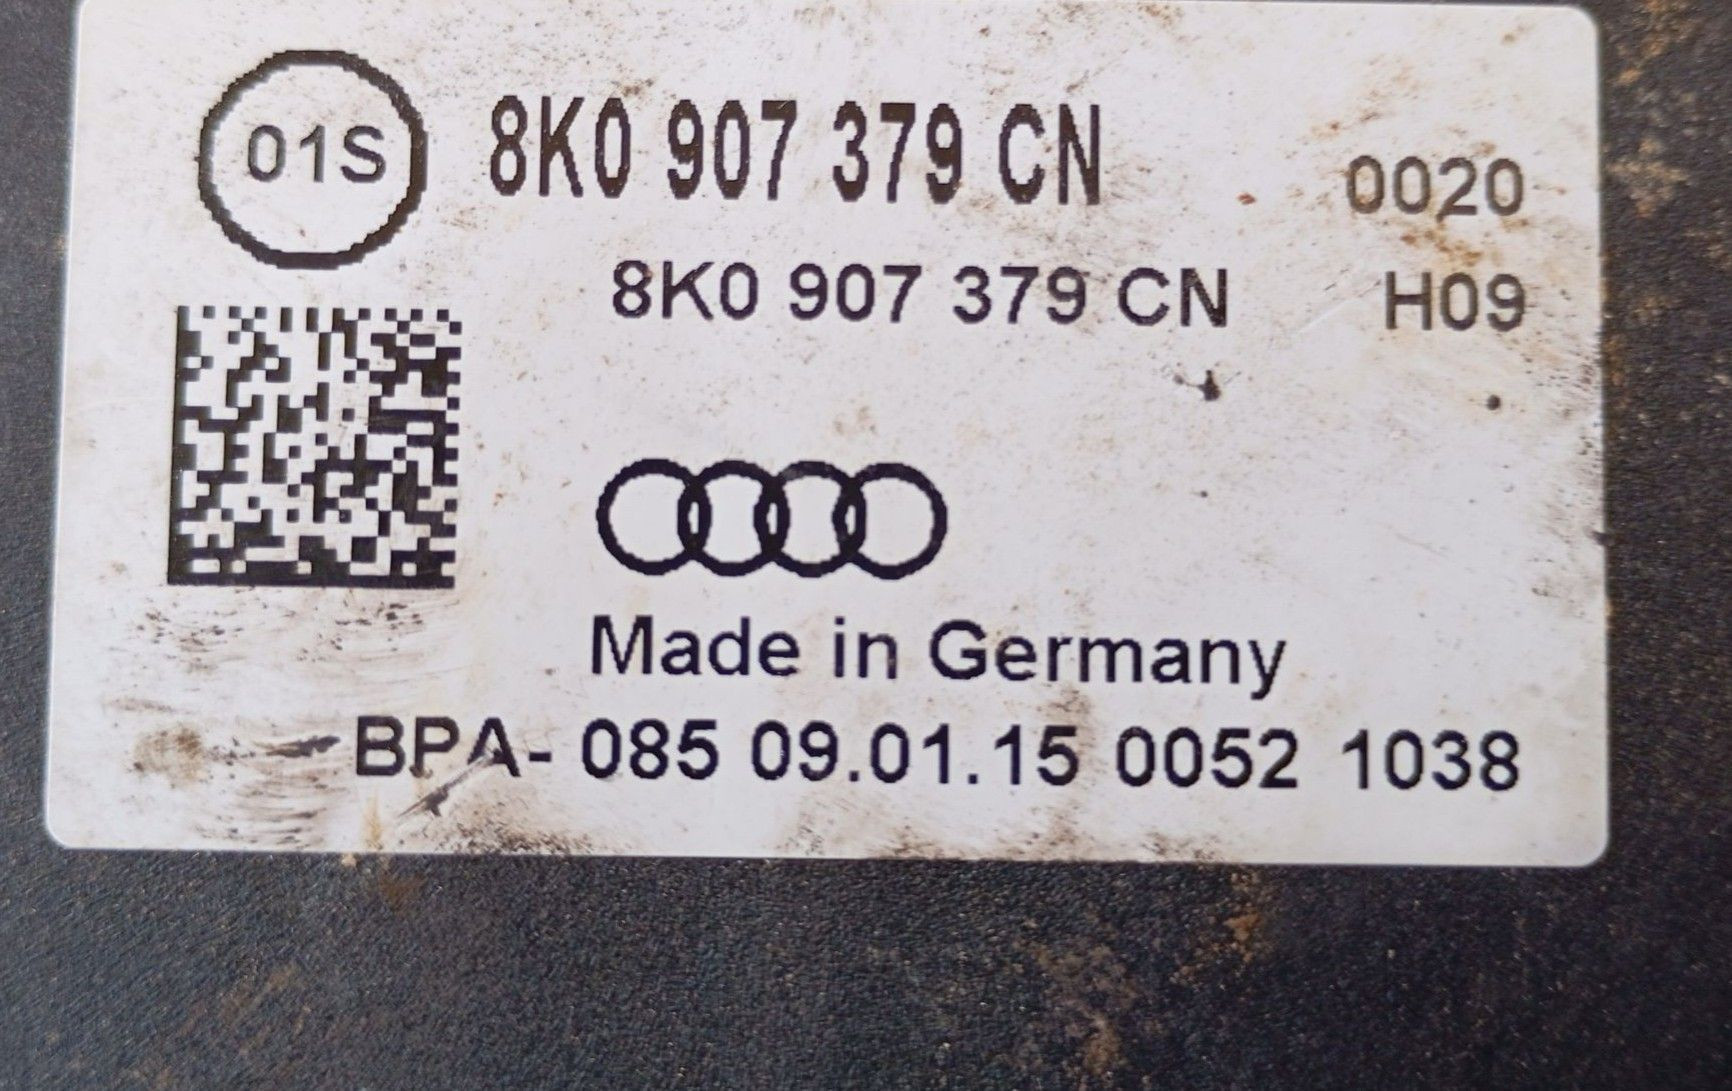 01S 8K0 907 379 CN 0020
8K0 907 379 CN H09
Made in Germany
BPA- 085 09.01.15 0052 1038